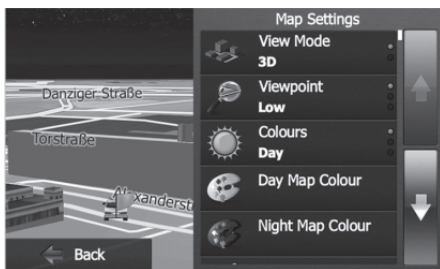 Map Settings
View Mode
3D
Danziger Straße
Viewpoint
Low
Torstraße
Colours
Day
Day Map Colour
Night Map Colour
Back